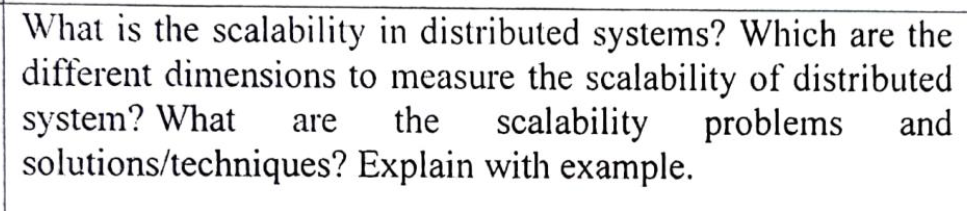 What is the scalability in distributed systems? Which are the
different dimensions to measure the scalability of distributed
system? What are the scalability problems and
solutions/techniques? Explain with example.